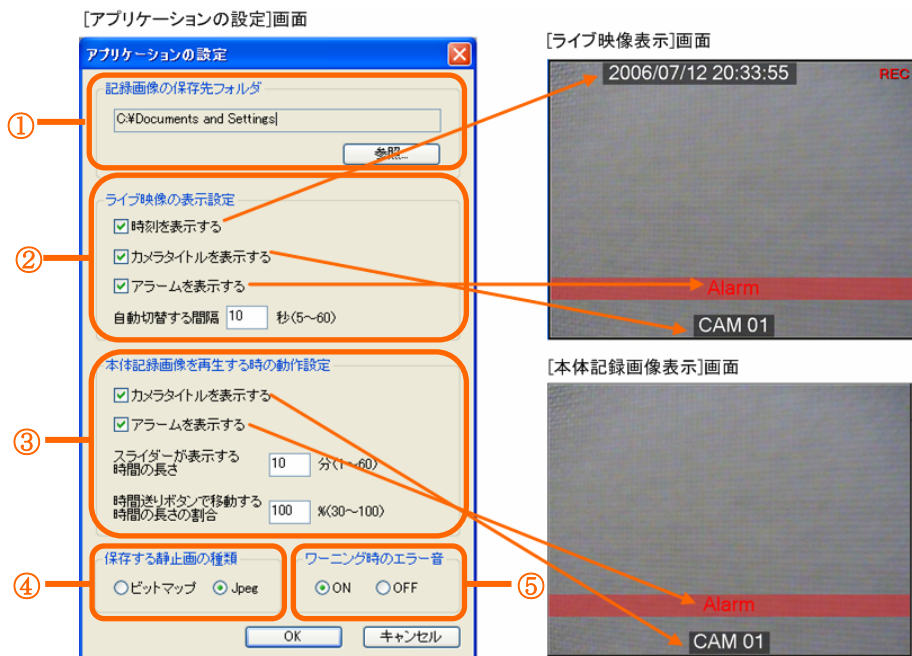 [アプリケーションの設定]画面
アプリケーションの設定
①
記録画像の保存先フォルダ
C:¥Documents and Settings
参照...
②
ライブ映像の表示設定
時刻を表示する
カメラタイトルを表示する
アラームを表示する
自動切替する間隔 10 秒(5~60)
③
本体記録画像を再生する時の動作設定
カメラタイトルを表示する
アラームを表示する
スライダーが表示する
時間の長さ 10 分(1~60)
時間送りボタンで移動する
時間の長さの割合 100 %(30~100)
④
保存する静止画の種類
ビットマップ Jpeg
⑤
ワーニング時のエラー音
ON OFF
OK キャンセル
[ライブ映像表示]画面
2006/07/12 20:33:55
REC
Alarm
CAM 01
[本体記録画像表示]画面
Alarm
CAM 01